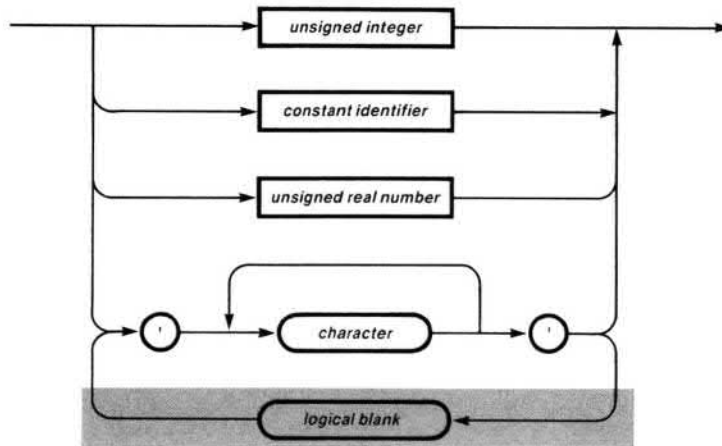 unsigned integer
constant identifier
unsigned real number
' character '
logical blank